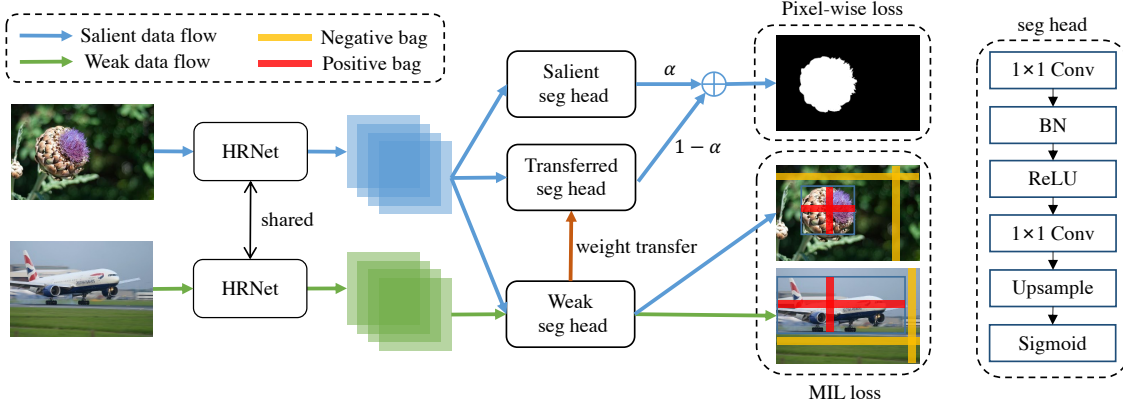 Salient data flow
Negative bag
Weak data flow
Positive bag
HRNet
shared
HRNet
Salient
seg head
Transferred
seg head
weight transfer
Weak
seg head
α
1 − α
Pixel-wise loss
MIL loss
seg head
1×1 Conv
BN
ReLU
1×1 Conv
Upsample
Sigmoid